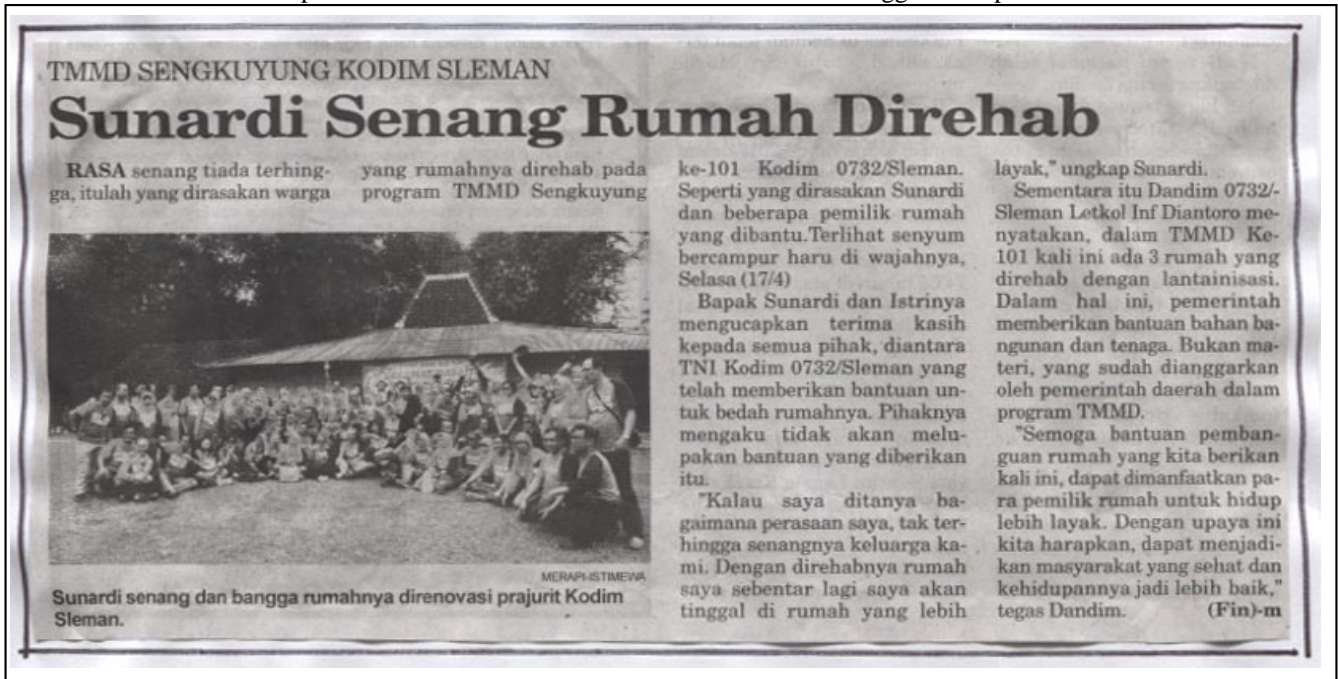 TMMD SENGKUYUNG KODIM SLEMAN
Sunardi Senang Rumah Direhab
RASA senang tiada terhing-
ga, itulah yang dirasakan warga
yang rumahnya direhab pada
program TMMD Sengkuyung
MERAPI-ISTIMEWA
Sunardi senang dan bangga rumahnya direnovasi prajurit Kodim
Sleman.
ke-101 Kodim 0732/Sleman.
Seperti yang dirasakan Sunardi
dan beberapa pemilik rumah
yang dibantu.Terlihat senyum
bercampur haru di wajahnya,
Selasa (17/4)
Bapak Sunardi dan Istrinya
mengucapkan terima kasih
kepada semua pihak, diantara
TNI Kodim 0732/Sleman yang
telah memberikan bantuan un-
tuk bedah rumahnya. Pihaknya
mengaku tidak akan melu-
pakan bantuan yang diberikan
itu.
"Kalau saya ditanya ba-
gaimana perasaan saya, tak ter-
hingga senangnya keluarga ka-
mi. Dengan direhabnya rumah
saya sebentar lagi saya akan
tinggal di rumah yang lebih
layak," ungkap Sunardi.
Sementara itu Dandim 0732/-
Sleman Letkol Inf Diantoro me-
nyatakan, dalam TMMD Ke-
101 kali ini ada 3 rumah yang
direhab dengan lantainisasi.
Dalam hal ini, pemerintah
memberikan bantuan bahan ba-
ngunan dan tenaga. Bukan ma-
teri, yang sudah dianggarkan
oleh pemerintah daerah dalam
program TMMD.
"Semoga bantuan pemban-
guan rumah yang kita berikan
kali ini, dapat dimanfaatkan pa-
ra pemilik rumah untuk hidup
lebih layak. Dengan upaya ini
kita harapkan, dapat menjadi-
kan masyarakat yang sehat dan
kehidupannya jadi lebih baik,"
tegas Dandim. (Fin)-m